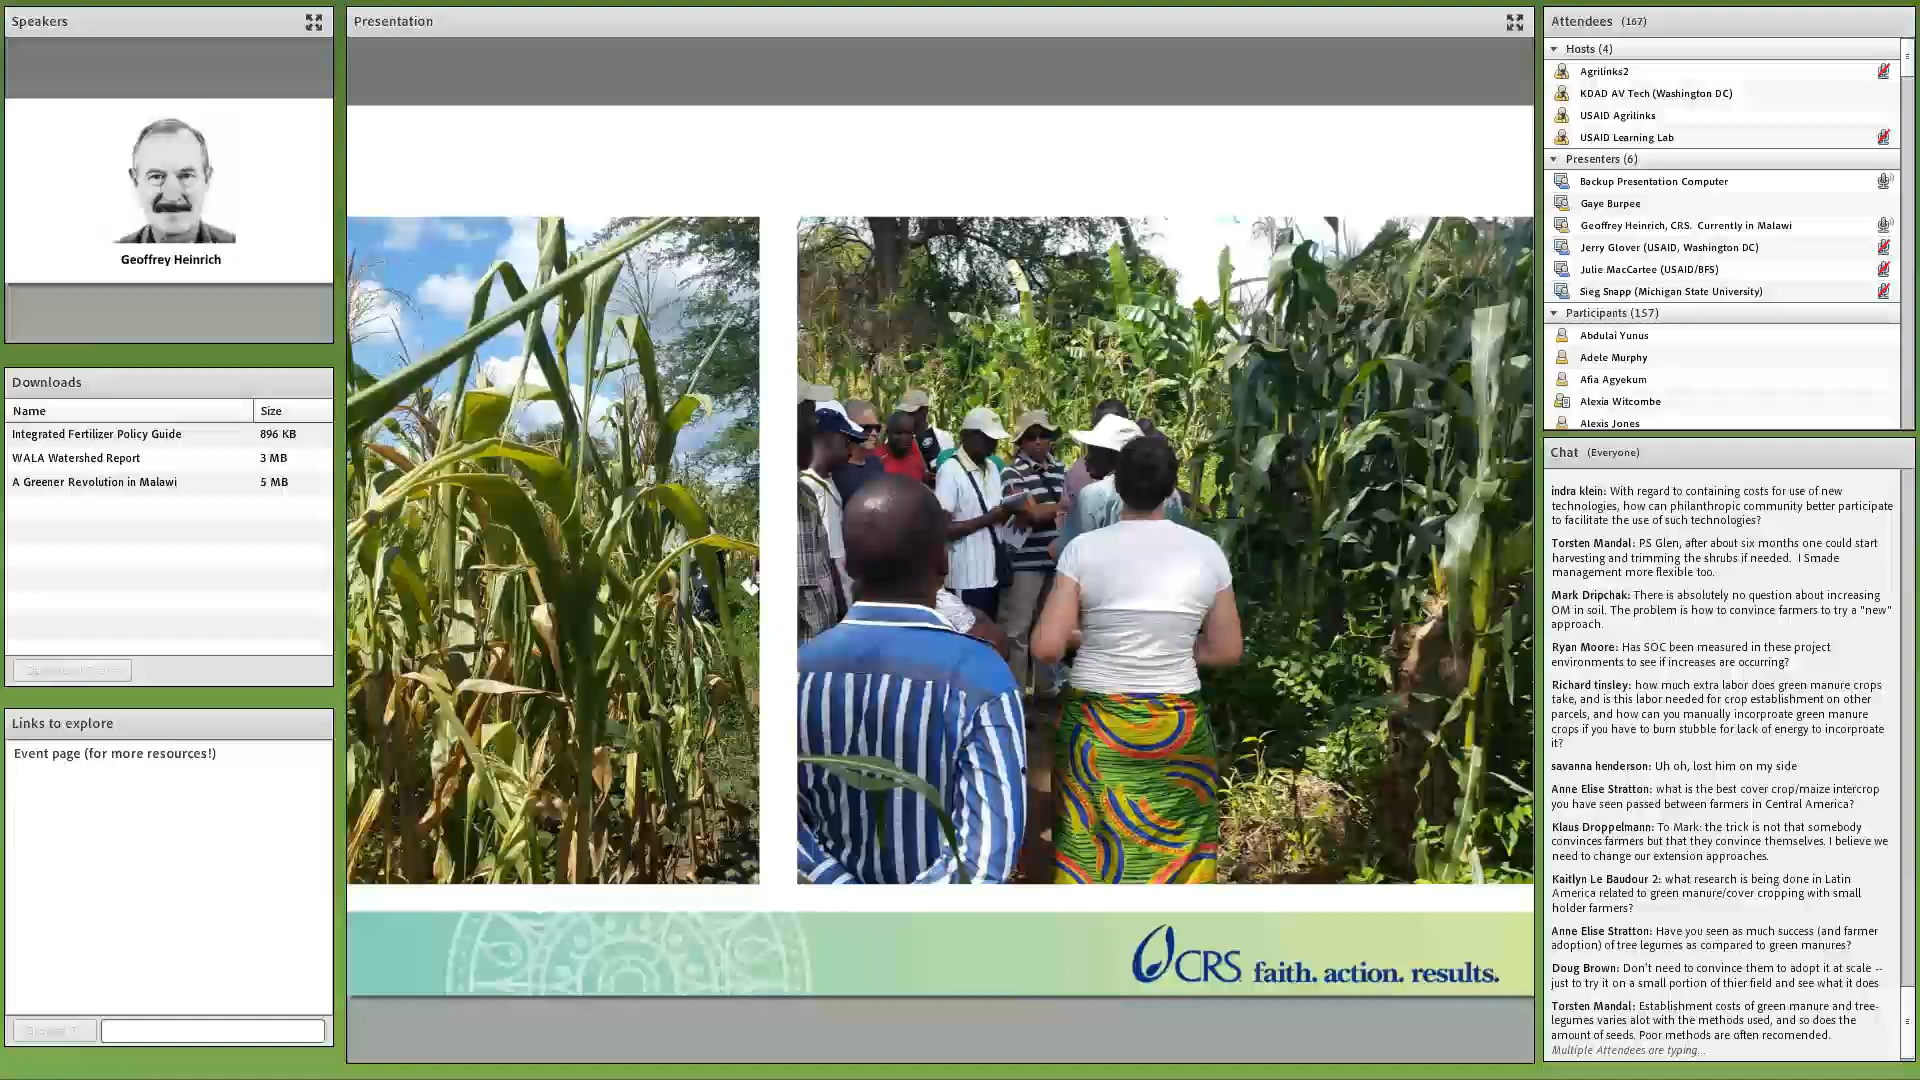 Speakers
Geoffrey Heinrich
Downloads
Name Size
Integrated Fertilizer Policy Guide 896 KB
WALA Watershed Report 3 MB
A Greener Revolution in Malawi 5 MB
Links to explore
Event page (for more resources!)
Presentation
CRS faith. action. results.
Attendees (167)
Hosts (4)
Agrilinks2
KDAD AV Tech (Washington DC)
USAID Agrilinks
USAID Learning Lab
Presenters (6)
Backup Presentation Computer
Gaye Burpee
Geoffrey Heinrich, CRS. Currently in Malawi
Jerry Glover (USAID, Washington DC)
Julie MacCartee (USAID/BFS)
Sieg Snapp (Michigan State University)
Participants (157)
Abdulai Yunus
Adele Murphy
Afia Agyekum
Alexia Witcombe
Alexis Jones
Chat (Everyone)
indra klein: With regard to containing costs for use of new
technologies, how can philanthropic community better participate
to facilitate the use of such technologies?
Torsten Mandal: PS Glen, after about six months one could start
harvesting and trimming the shrubs if needed. I Smade
management more flexible too.
Mark Dripchak: There is absolutely no question about increasing
OM in soil. The problem is how to convince farmers to try a "new"
approach.
Ryan Moore: Has SOC been measured in these project
environments to see if increases are occurring?
Richard tinsley: how much extra labor does green manure crops
take, and is this labor needed for crop establishment on other
parcels, and how can you manually incorproate green manure
crops if you have to burn stubble for lack of energy to incorproate
it?
savanna henderson: Uh oh, lost him on my side
Anne Elise Stratton: what is the best cover crop/maize intercrop
you have seen passed between farmers in Central America?
Klaus Droppelmann: To Mark: the trick is not that somebody
convinces farmers but that they convince themselves. I believe we
need to change our extension approaches.
Kaitlyn Le Baudour 2: what research is being done in Latin
America related to green manure/cover cropping with small
holder farmers?
Anne Elise Stratton: Have you seen as much success (and farmer
adoption) of tree legumes as compared to green manures?
Doug Brown: Don't need to convince them to adopt it at scale --
just to try it on a small portion of thier field and see what it does
Torsten Mandal: Establishment costs of green manure and tree-
legumes varies alot with the methods used, and so does the
amount of seeds. Poor methods are often recomended.
Multiple Attendees are typing...